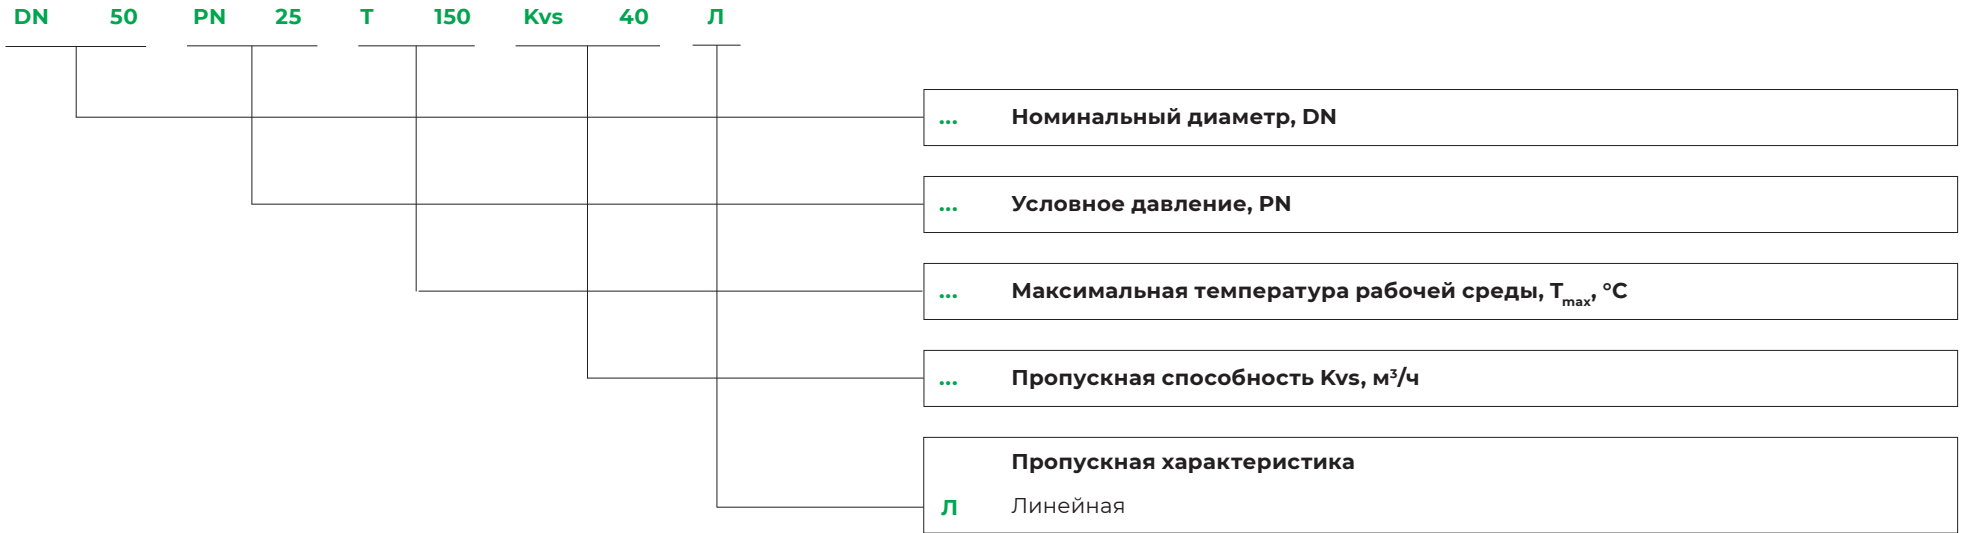 DN 50 PN 25 T 150 Kvs 40 Л
... Номинальный диаметр, DN
... Условное давление, PN
... Максимальная температура рабочей среды, Tmax, °C
... Пропускная способность Kvs, м³/ч
Пропускная характеристика
Л Линейная